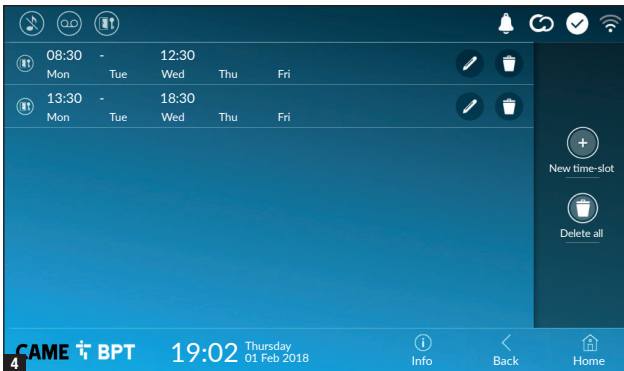 08:30 - 12:30
Mon Tue Wed Thu Fri
13:30 - 18:30
Mon Tue Wed Thu Fri
New time-slot
Delete all
CAME BPT 19:02 Thursday
01 Feb 2018
Info Back Home
4